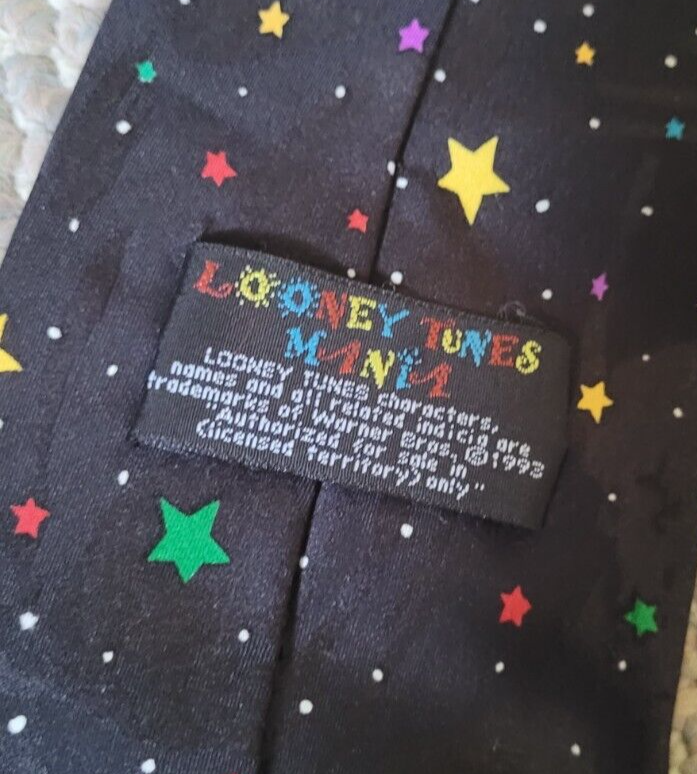 LOONEY TUNES
MANIA
LOONEY TUNES characters,
names and all related indicia are
trademarks of Warner Bros. ©1993
"Authorized for sale in
(licensed territory) only"